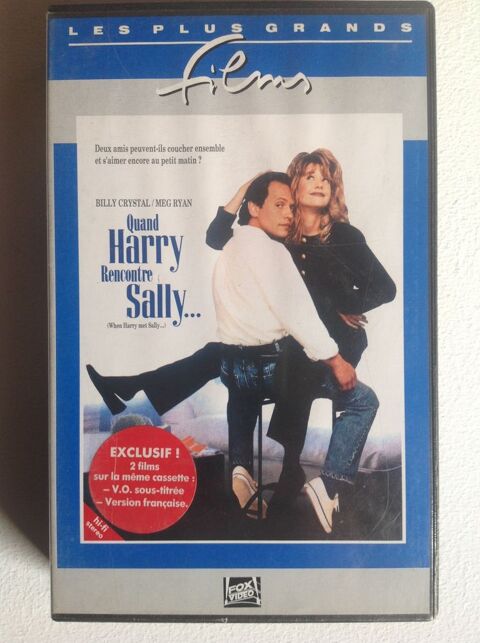 LES PLUS GRANDS
films
Deux amis peuvent-ils coucher ensemble
et s'aimer encore au petit matin ?
BILLY CRYSTAL / MEG RYAN
Quand
Harry
Rencontre
Sally...
(When Harry met Sally...)
EXCLUSIF !
2 films
sur la même cassette :
– V.O. sous-titrée
– Version française.
hi-fi
stereo
FOX
VIDEO